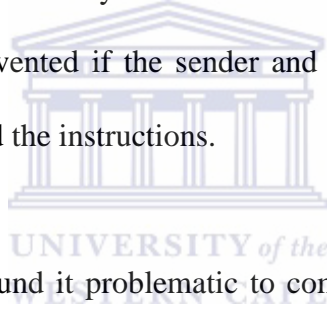 vented if the sender and
the instructions.
UNIVERSITY of the
und it problematic to con
WESTERN CAPE